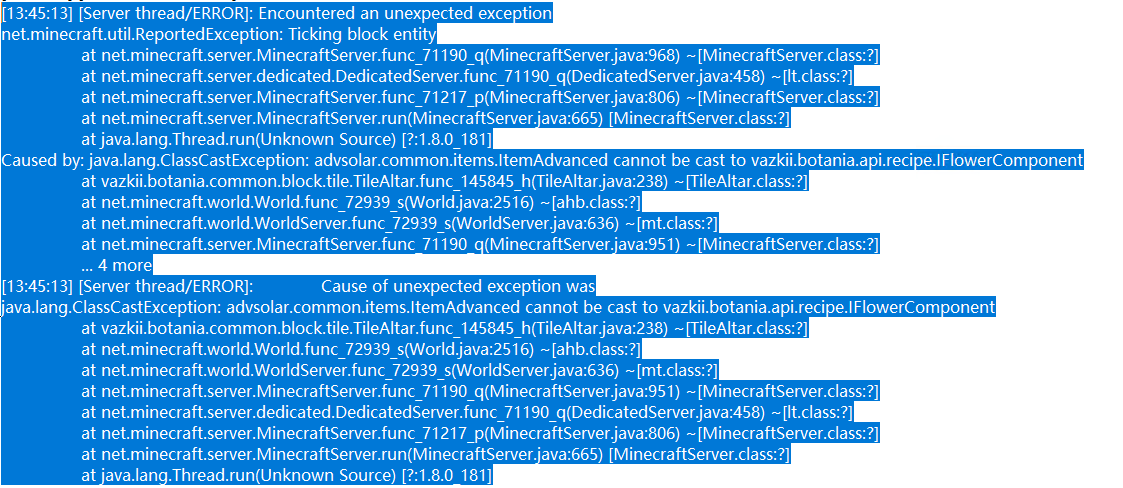 [13:45:13] [Server thread/ERROR]: Encountered an unexpected exception
net.minecraft.util.ReportedException: Ticking block entity
at net.minecraft.server.MinecraftServer.func_71190_q(MinecraftServer.java:968) ~[MinecraftServer.class:?]
at net.minecraft.server.dedicated.DedicatedServer.func_71190_q(DedicatedServer.java:458) ~[lt.class:?]
at net.minecraft.server.MinecraftServer.func_71217_p(MinecraftServer.java:806) ~[MinecraftServer.class:?]
at net.minecraft.server.MinecraftServer.run(MinecraftServer.java:665) [MinecraftServer.class:?]
at java.lang.Thread.run(Unknown Source) [?:1.8.0_181]
Caused by: java.lang.ClassCastException: advsolar.common.items.ItemAdvanced cannot be cast to vazkii.botania.api.recipe.IFlowerComponent
at vazkii.botania.common.block.tile.TileAltar.func_145845_h(TileAltar.java:238) ~[TileAltar.class:?]
at net.minecraft.world.World.func_72939_s(World.java:2516) ~[ahb.class:?]
at net.minecraft.world.WorldServer.func_72939_s(WorldServer.java:636) ~[mt.class:?]
at net.minecraft.server.MinecraftServer.func_71190_q(MinecraftServer.java:951) ~[MinecraftServer.class:?]
... 4 more
[13:45:13] [Server thread/ERROR]: Cause of unexpected exception was
java.lang.ClassCastException: advsolar.common.items.ItemAdvanced cannot be cast to vazkii.botania.api.recipe.IFlowerComponent
at vazkii.botania.common.block.tile.TileAltar.func_145845_h(TileAltar.java:238) ~[TileAltar.class:?]
at net.minecraft.world.World.func_72939_s(World.java:2516) ~[ahb.class:?]
at net.minecraft.world.WorldServer.func_72939_s(WorldServer.java:636) ~[mt.class:?]
at net.minecraft.server.MinecraftServer.func_71190_q(MinecraftServer.java:951) ~[MinecraftServer.class:?]
at net.minecraft.server.dedicated.DedicatedServer.func_71190_q(DedicatedServer.java:458) ~[lt.class:?]
at net.minecraft.server.MinecraftServer.func_71217_p(MinecraftServer.java:806) ~[MinecraftServer.class:?]
at net.minecraft.server.MinecraftServer.run(MinecraftServer.java:665) [MinecraftServer.class:?]
at java.lang.Thread.run(Unknown Source) [?:1.8.0_181]